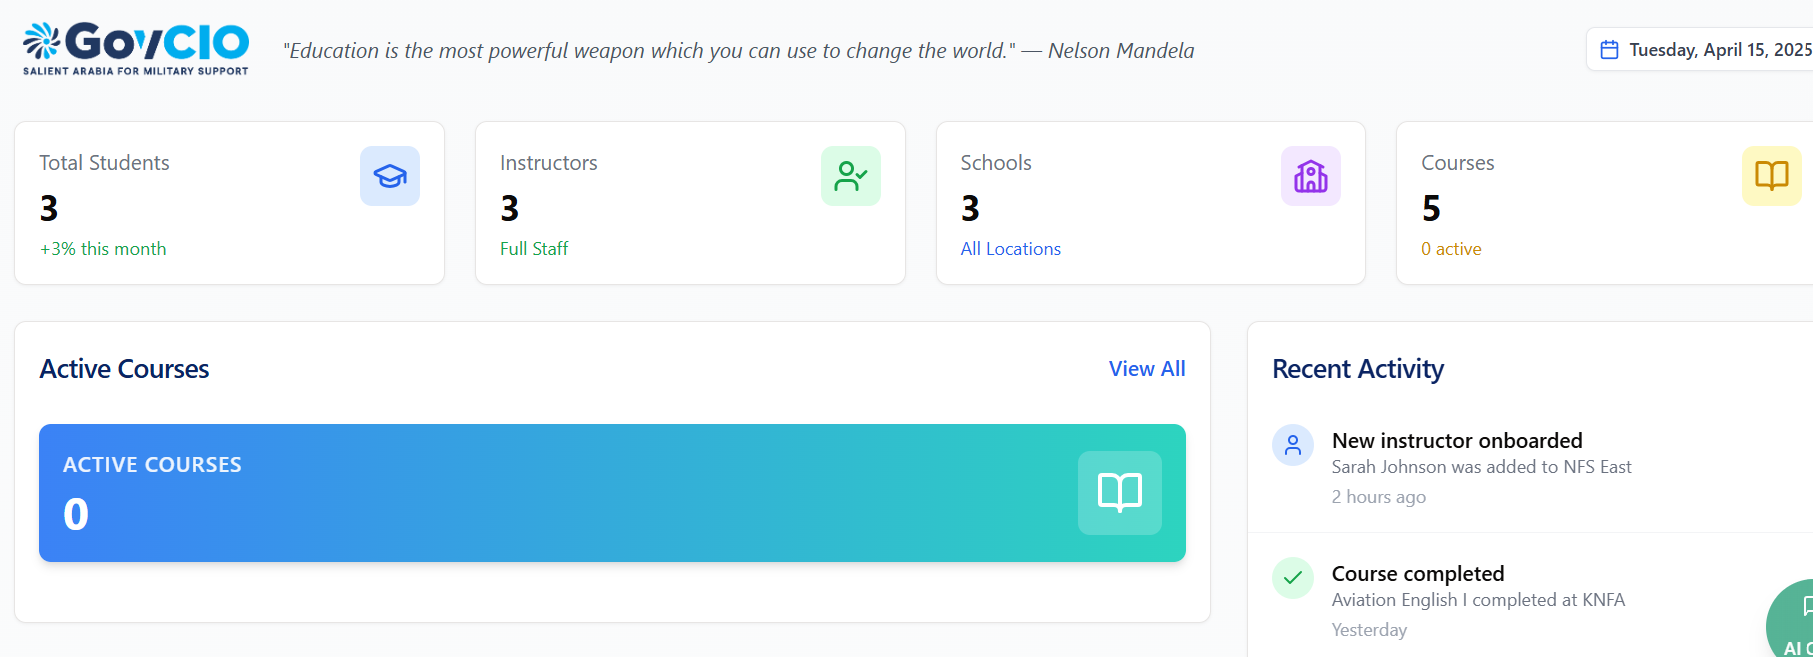 GovCIO
SALIENT ARABIA FOR MILITARY SUPPORT
"Education is the most powerful weapon which you can use to change the world." — Nelson Mandela
Tuesday, April 15, 2025
Total Students
3
+3% this month
Instructors
3
Full Staff
Schools
3
All Locations
Courses
5
0 active
Active Courses
View All
ACTIVE COURSES
0
Recent Activity
New instructor onboarded
Sarah Johnson was added to NFS East
2 hours ago
Course completed
Aviation English I completed at KNFA
Yesterday
AI